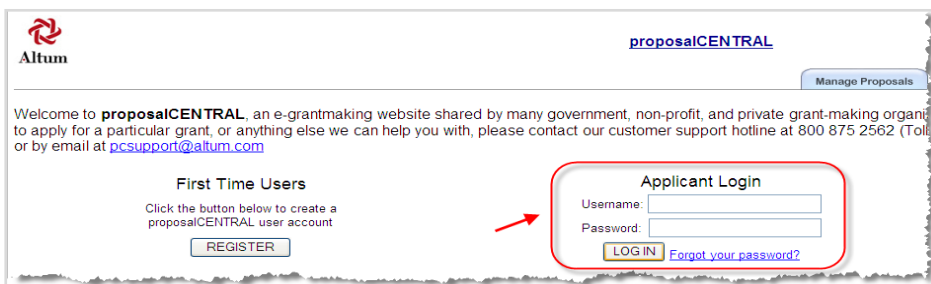 Altum
proposalCENTRAL
Manage Proposals
Welcome to proposalCENTRAL, an e-grantmaking website shared by many government, non-profit, and private grant-making
to apply for a particular grant, or anything else we can help you with, please contact our customer support hotline at 800 875 2562
or by email at pcsupport@altum.com
First Time Users
Click the button below to create a
proposalCENTRAL user account
REGISTER
Applicant Login
Username:
Password:
LOG IN Forgot your password?